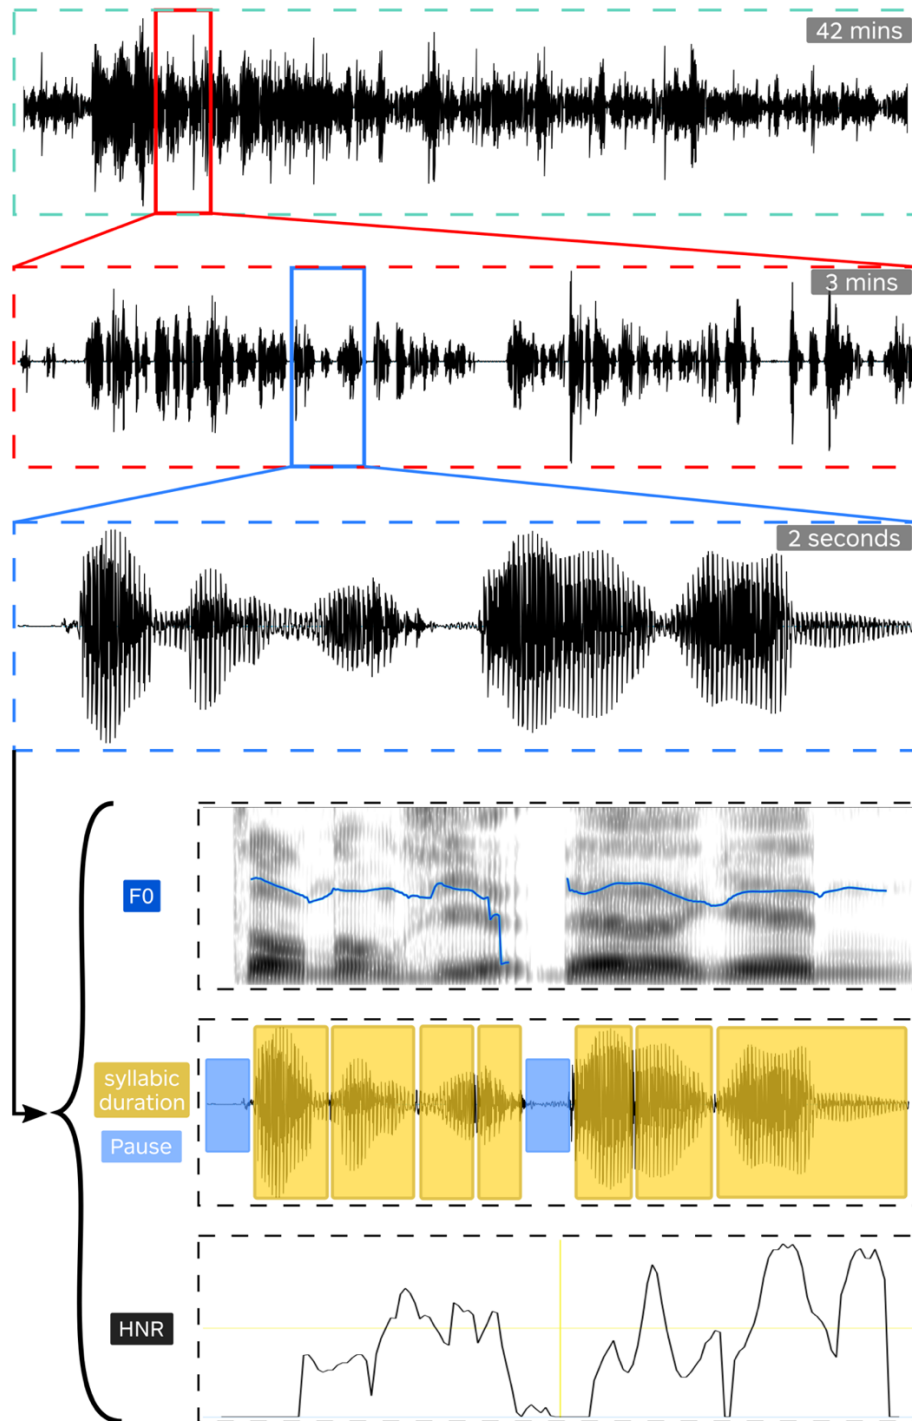 42 mins
3 mins
2 seconds
F0
syllabic
duration
Pause
HNR